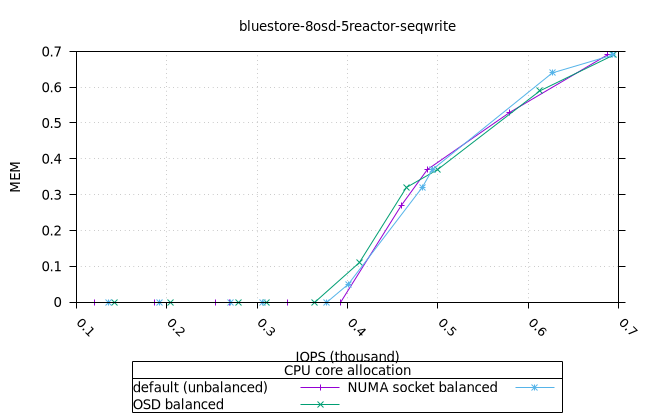 bluestore-8osd-5reactor-seqwrite
MEM
0.7
0.6
0.5
0.4
0.3
0.2
0.1
0
0.1 0.2 0.3 0.4 0.5 0.6 0.7
IOPS (thousand)
CPU core allocation
default (unbalanced) NUMA socket balanced
OSD balanced